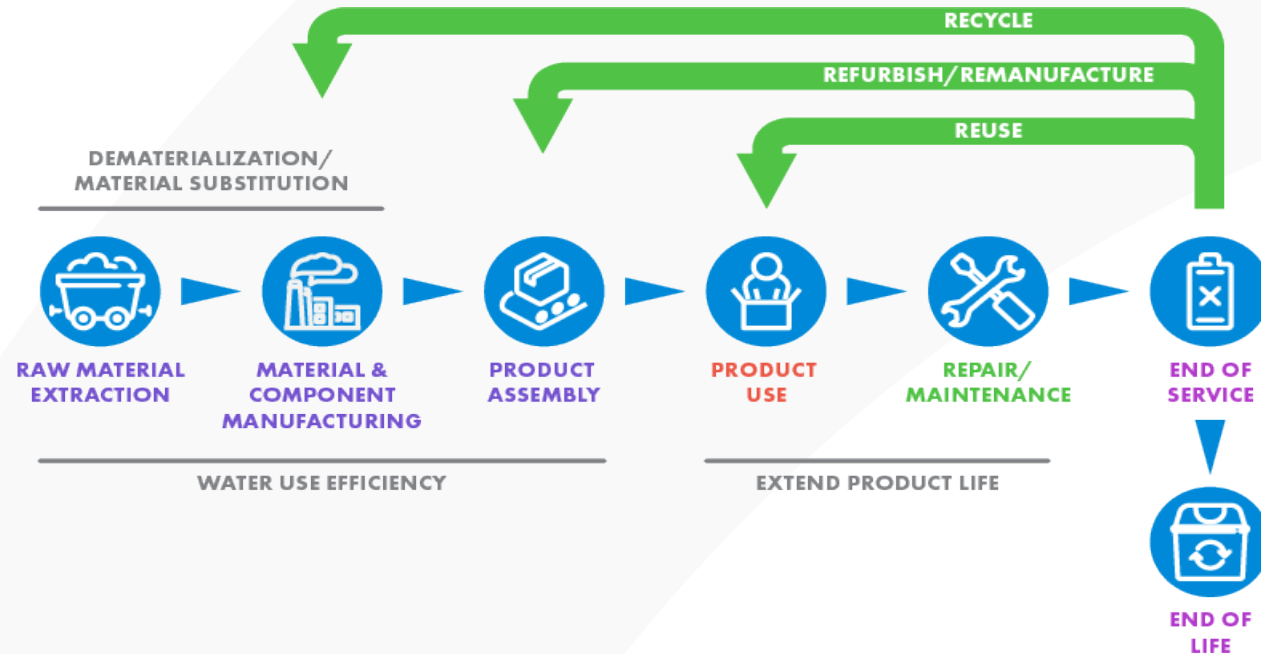 RECYCLE
REFURBISH/REMANUFACTURE
REUSE
DEMATERIALIZATION/
MATERIAL SUBSTITUTION
RAW MATERIAL
EXTRACTION
MATERIAL &
COMPONENT
MANUFACTURING
PRODUCT
ASSEMBLY
PRODUCT
USE
REPAIR/
MAINTENANCE
END OF
SERVICE
WATER USE EFFICIENCY
EXTEND PRODUCT LIFE
END OF
LIFE